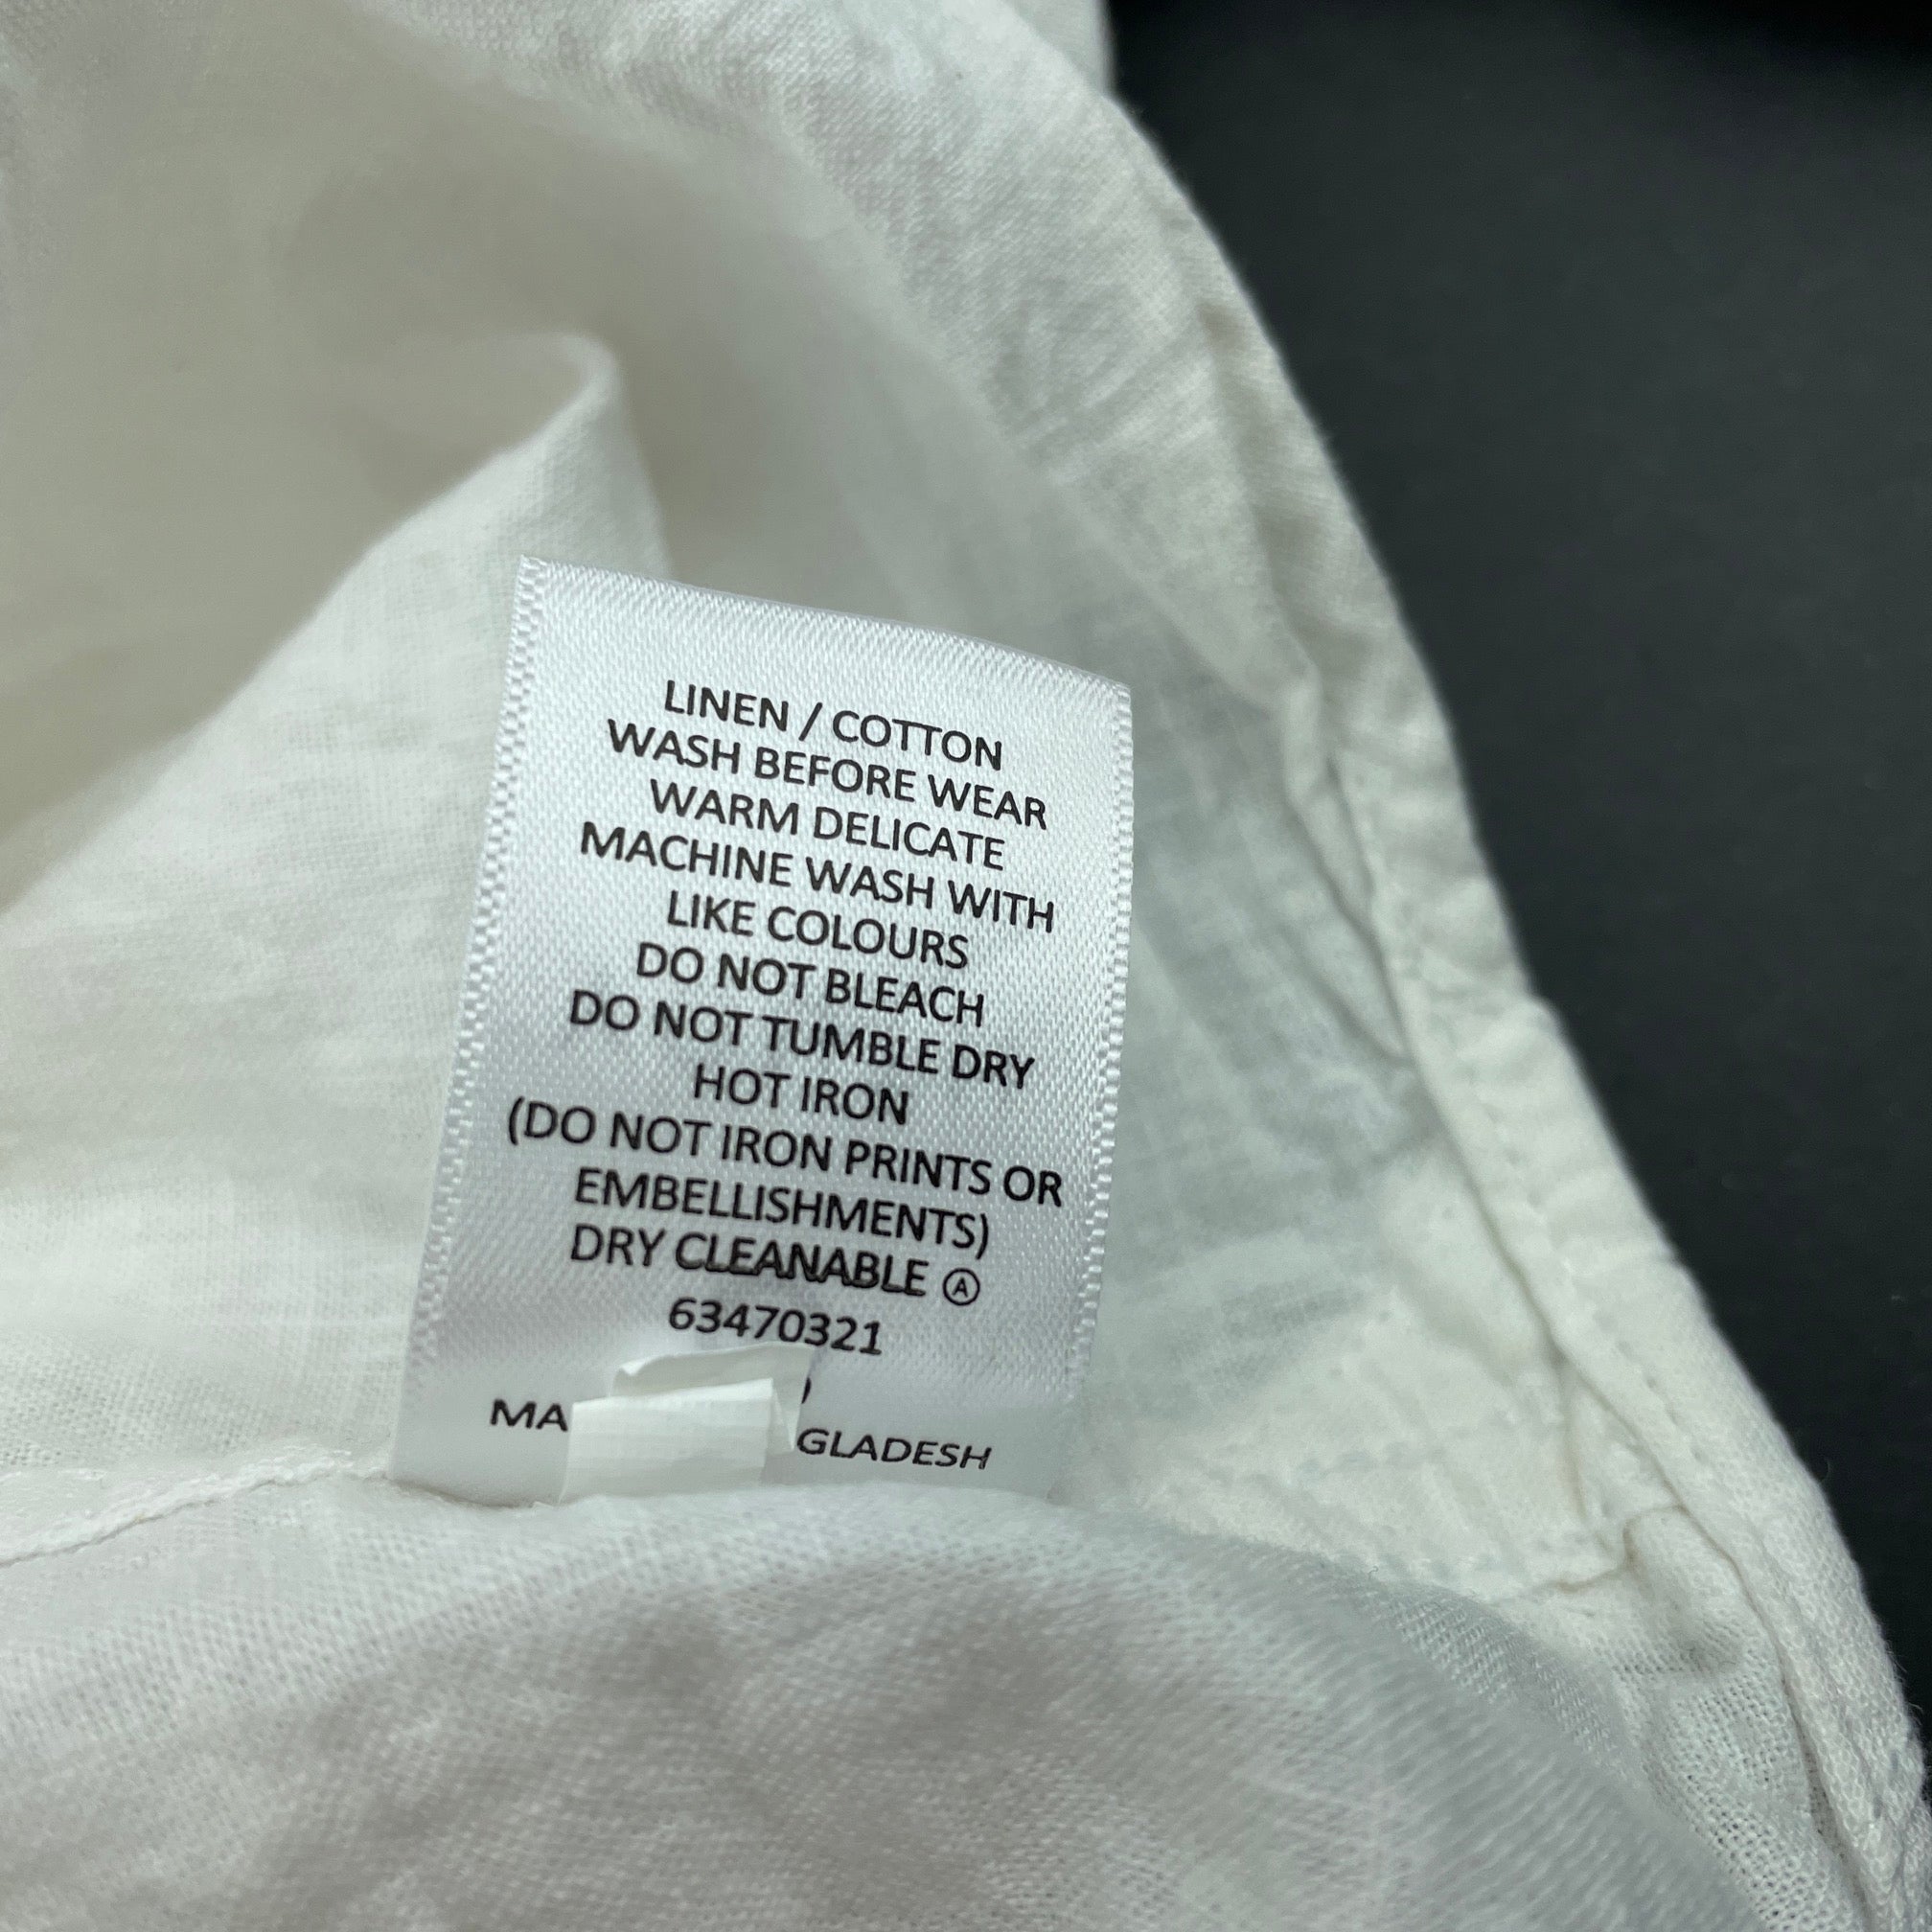 LINEN / COTTON
WASH BEFORE WEAR
WARM DELICATE
MACHINE WASH WITH
LIKE COLOURS
DO NOT BLEACH
DO NOT TUMBLE DRY
HOT IRON
(DO NOT IRON PRINTS OR
EMBELLISHMENTS)
DRY CLEANABLE Ⓐ
63470321
MA GLADESH